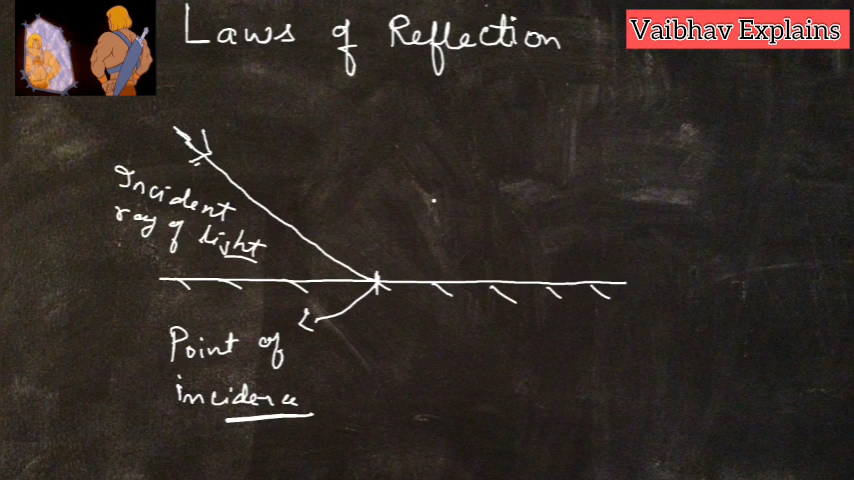 Laws of Reflection
Vaibhav Explains
Incident
ray of light
Point of
incidence